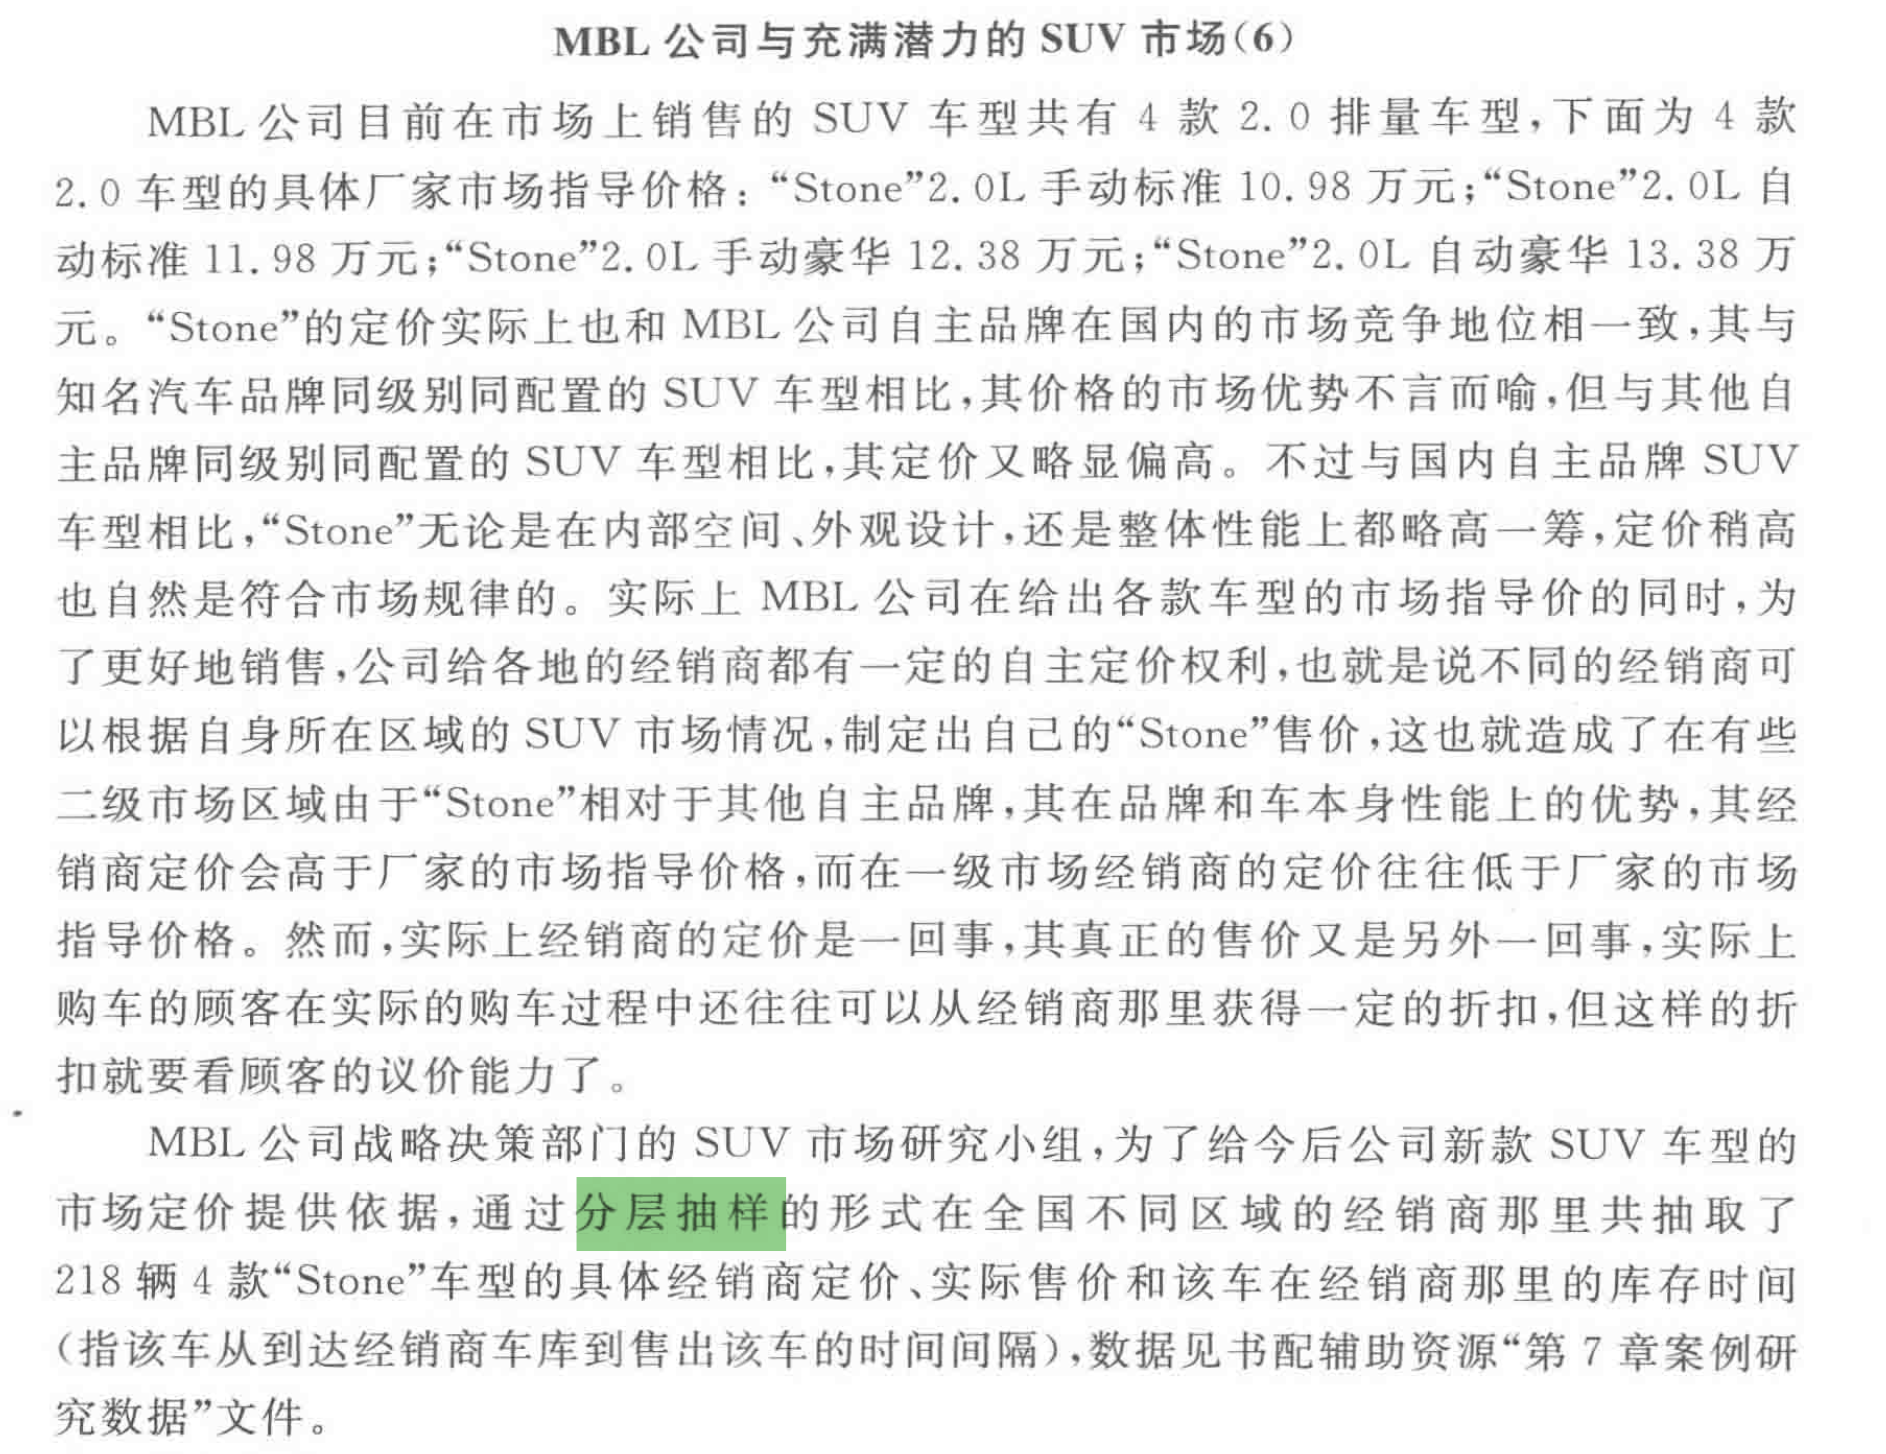 MBL 公司与充满潜力的 SUV 市场(6)
MBL 公司目前在市场上销售的 SUV 车型共有 4 款 2.0 排量车型,下面为 4 款
2.0 车型的具体厂家市场指导价格:“Stone”2.0L 手动标准 10.98 万元;“Stone”2.0L 自
动标准 11.98 万元;“Stone”2.0L 手动豪华 12.38 万元;“Stone”2.0L 自动豪华 13.38 万
元。“Stone”的定价实际上也和 MBL 公司自主品牌在国内的市场竞争地位相一致,其与
知名汽车品牌同级别同配置的 SUV 车型相比,其价格的市场优势不言而喻,但与其他自
主品牌同级别同配置的 SUV 车型相比,其定价又略显偏高。不过与国内自主品牌 SUV
车型相比,“Stone”无论是在内部空间、外观设计,还是整体性能上都略高一筹,定价稍高
也自然是符合市场规律的。实际上 MBL 公司在给出各款车型的市场指导价的同时,为
了更好地销售,公司给各地的经销商都有一定的自主定价权利,也就是说不同的经销商可
以根据自身所在区域的 SUV 市场情况,制定出自己的“Stone”售价,这也就造成了在有些
二级市场区域由于“Stone”相对于其他自主品牌,其在品牌和车本身性能上的优势,其经
销商定价会高于厂家的市场指导价格,而在一级市场经销商的定价往往低于厂家的市场
指导价格。然而,实际上经销商的定价是一回事,其真正的售价又是另外一回事,实际上
购车的顾客在实际的购车过程中还往往可以从经销商那里获得一定的折扣,但这样的折
扣就要看顾客的议价能力了。
MBL 公司战略决策部门的 SUV 市场研究小组,为了给今后公司新款 SUV 车型的
市场定价提供依据,通过分层抽样的形式在全国不同区域的经销商那里共抽取了
218 辆 4 款“Stone”车型的具体经销商定价、实际售价和该车在经销商那里的库存时间
(指该车从到达经销商车库到售出该车的时间间隔),数据见书配辅助资源“第 7 章案例研
究数据”文件。